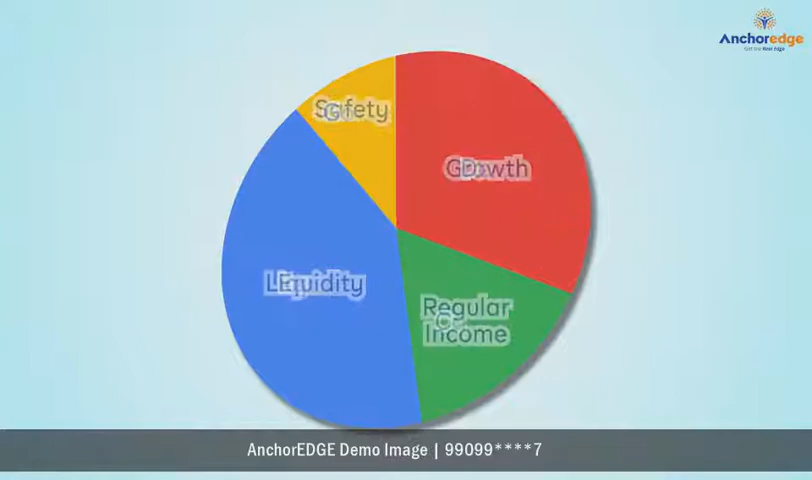 Anchoredge
Safety
Growth
Liquidity
Regular
Income
AnchorEDGE Demo Image | 99099****7